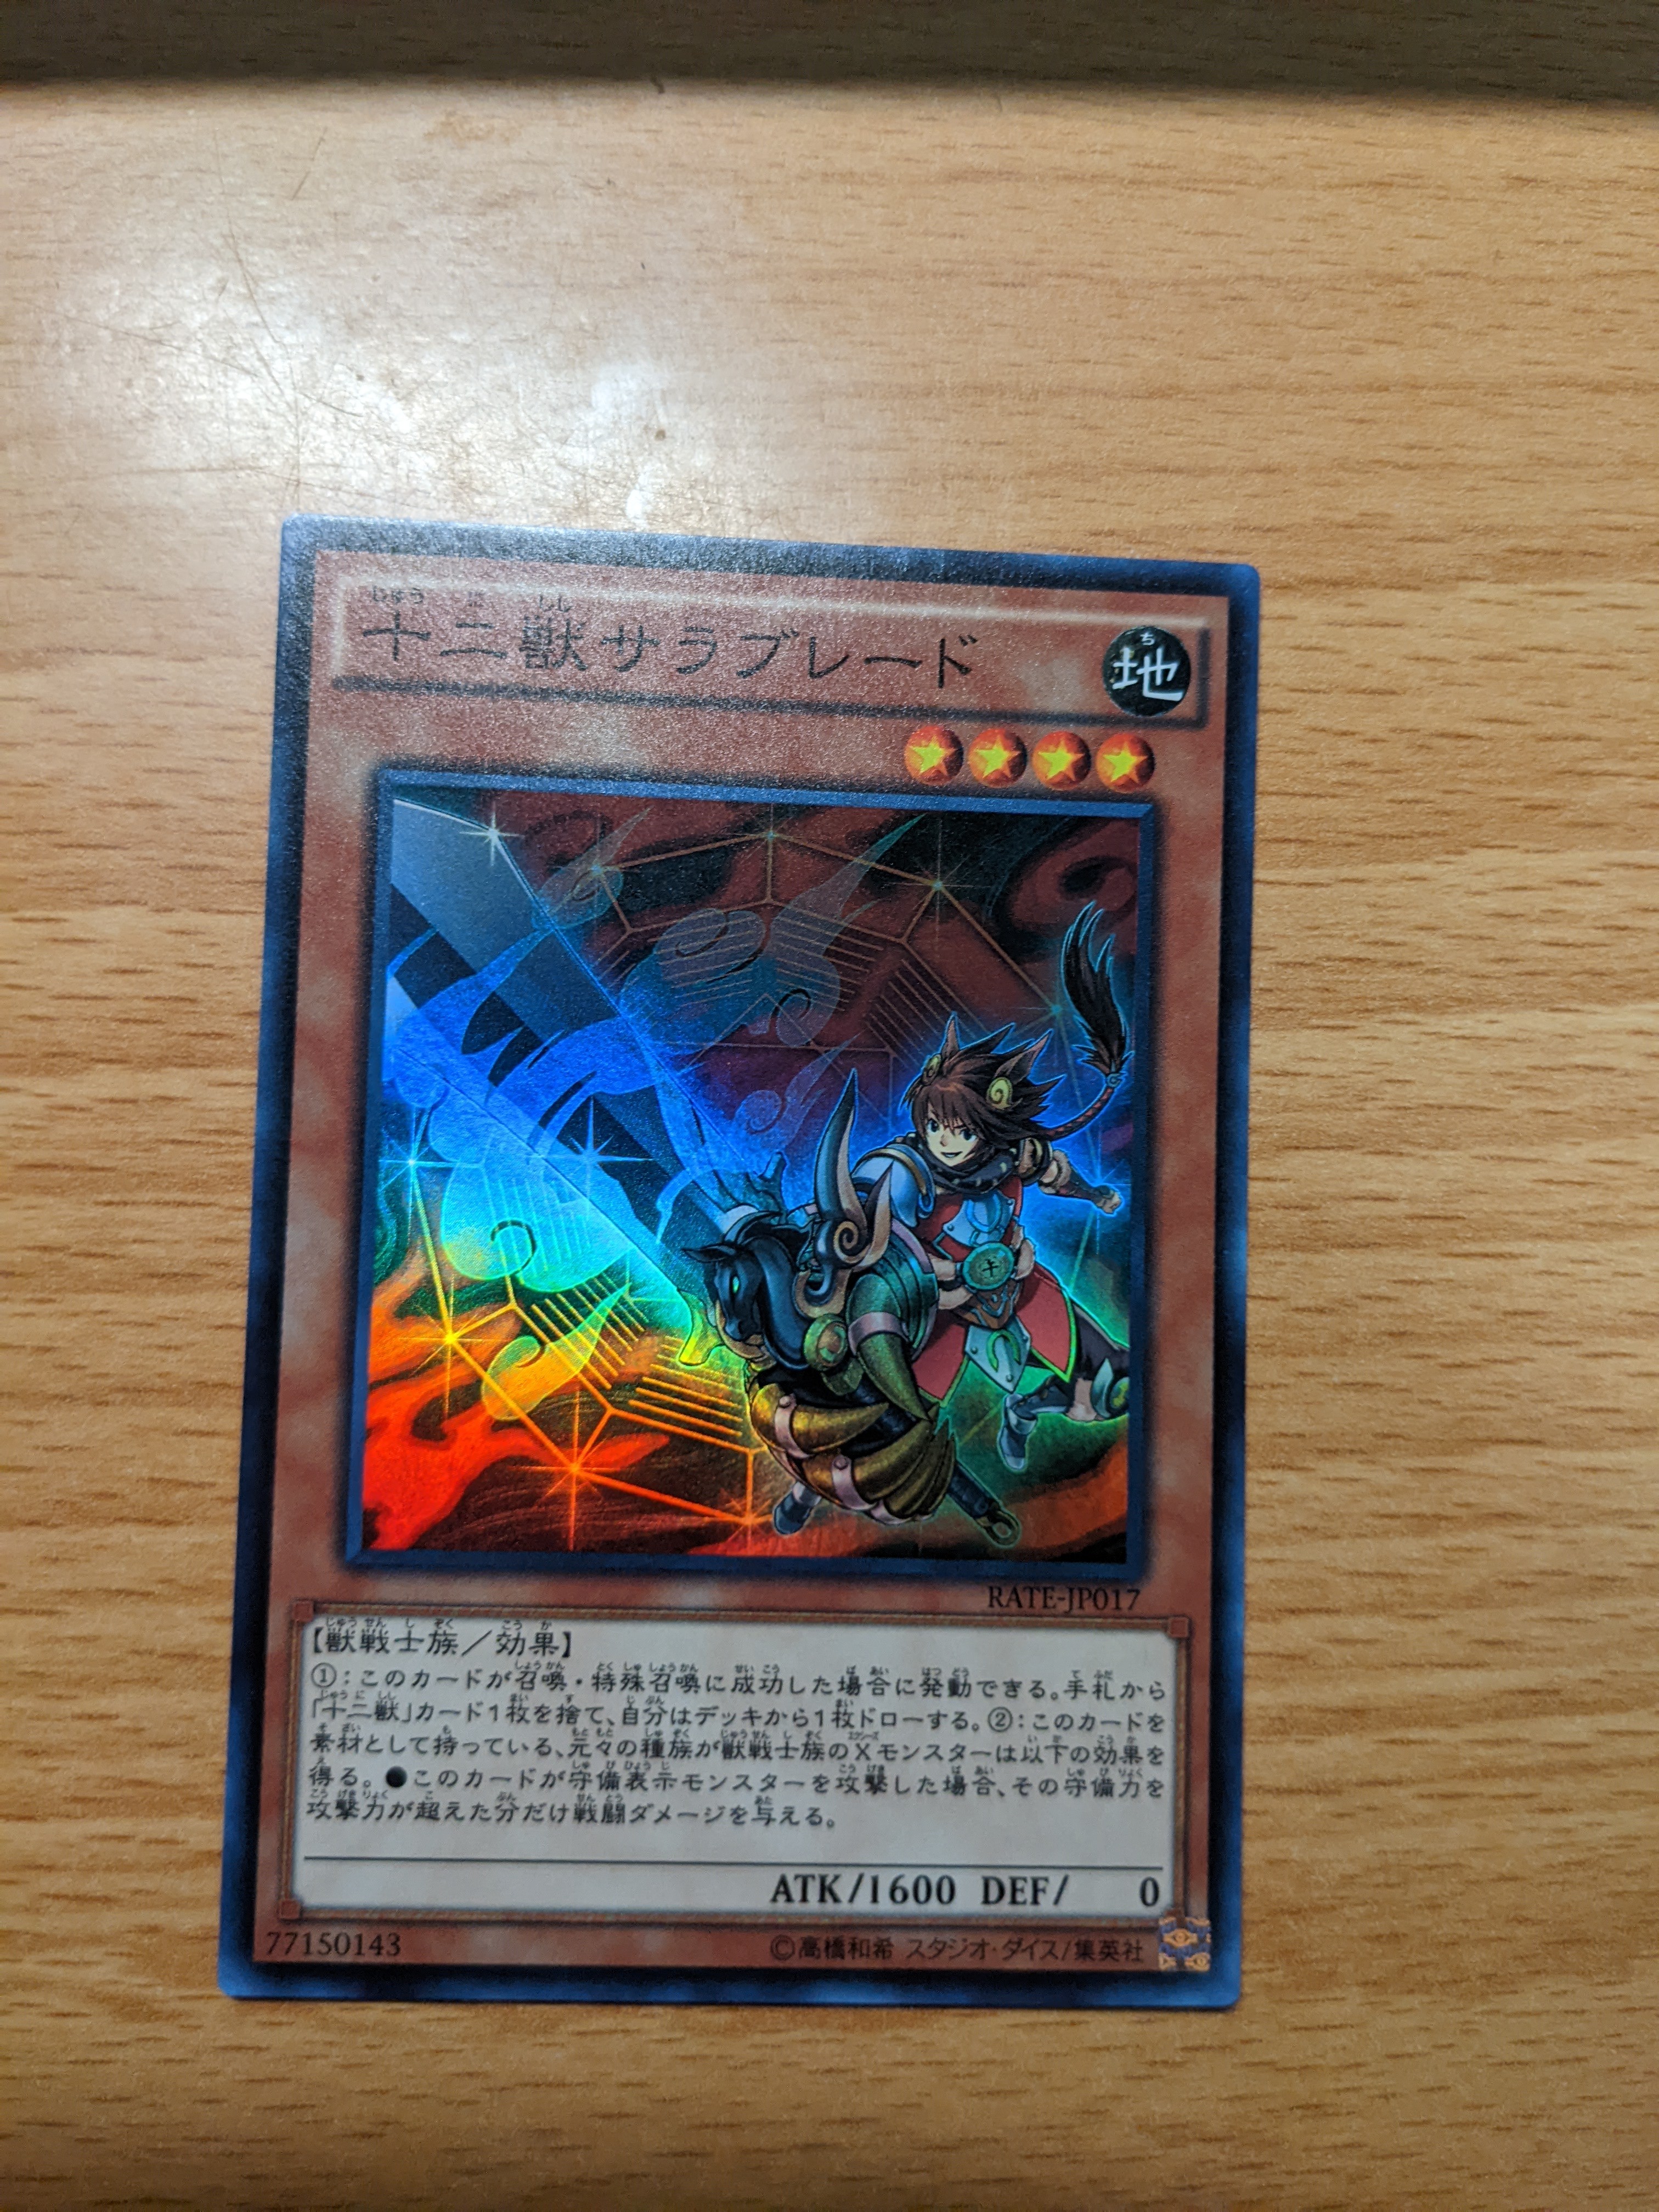 十二獣サラブレード
地
RATE-JP017
【獣戦士族／効果】
①：このカードが召喚・特殊召喚に成功した場合に発動できる。手札から
「十二獣」カード１枚を捨て、自分はデッキから１枚ドローする。②：このカードを
素材として持っている、元々の種族が獣戦士族のXモンスターは以下の効果を
得る。●このカードが守備表示モンスターを攻撃した場合、その守備力を
攻撃力が超えた分だけ戦闘ダメージを与える。
ATK/1600 DEF/ 0
77150143 ©高橋和希 スタジオ・ダイス/集英社